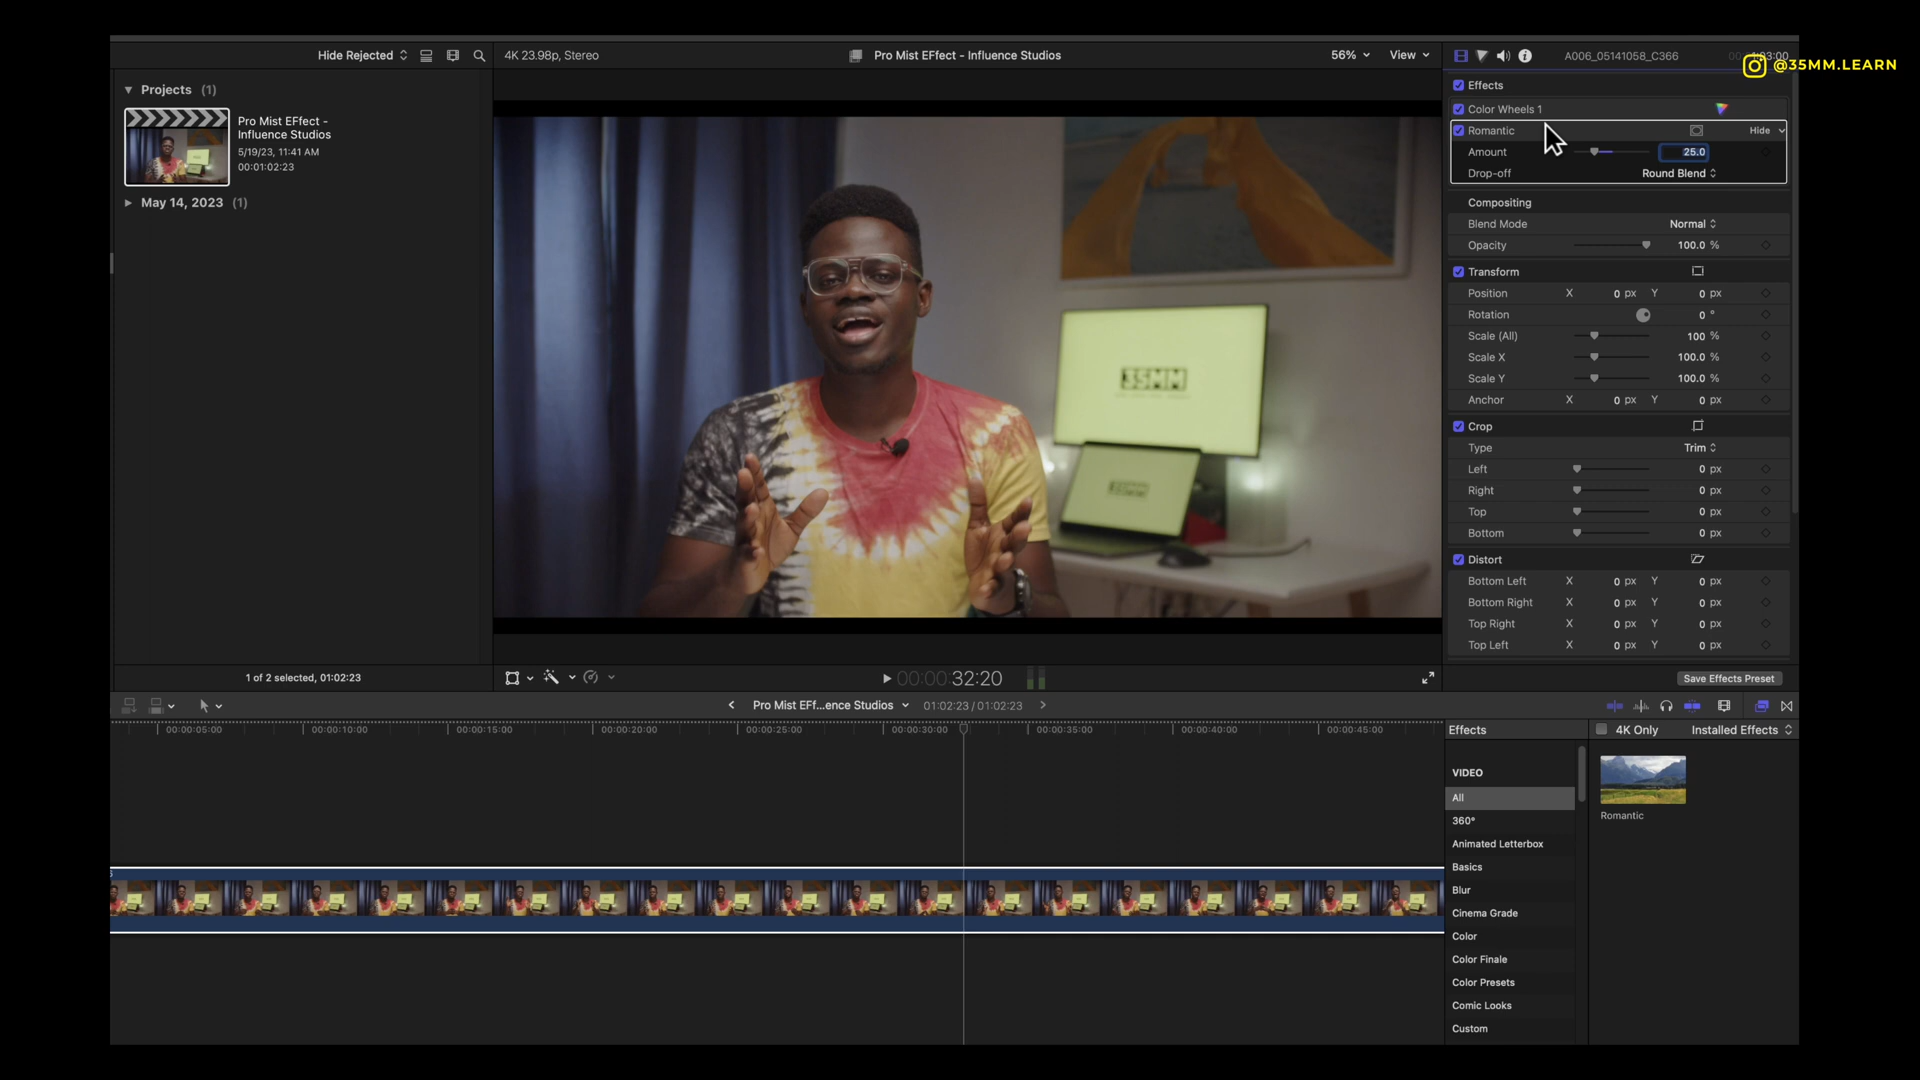 Hide Rejected
4K 23.98p, Stereo
Pro Mist EFfect - Influence Studios
56%
View
A006_05141058_C366
@35MM.LEARN
Projects (1)
Pro Mist EFfect -
Influence Studios
5/19/23, 11:41 AM
00:01:02:23
May 14, 2023 (1)
1 of 2 selected, 01:02:23
35MM
35MM
Effects
Color Wheels 1
Romantic
Hide
Amount 25.0
Drop-off Round Blend
Compositing
Blend Mode Normal
Opacity 100.0 %
Transform
Position X 0 px Y 0 px
Rotation 0 °
Scale (All) 100 %
Scale X 100.0 %
Scale Y 100.0 %
Anchor X 0 px Y 0 px
Crop
Type Trim
Left 0 px
Right 0 px
Top 0 px
Bottom 0 px
Distort
Bottom Left X 0 px Y 0 px
Bottom Right X 0 px Y 0 px
Top Right X 0 px Y 0 px
Top Left X 0 px Y 0 px
Save Effects Preset
00:00:32:20
Pro Mist EFf...ence Studios
01:02:23 / 01:02:23
00:00:05:00
00:00:10:00
00:00:15:00
00:00:20:00
00:00:25:00
00:00:30:00
00:00:35:00
00:00:40:00
00:00:45:00
Effects
4K Only
Installed Effects
VIDEO
All
360°
Animated Letterbox
Basics
Blur
Cinema Grade
Color
Color Finale
Color Presets
Comic Looks
Custom
Romantic